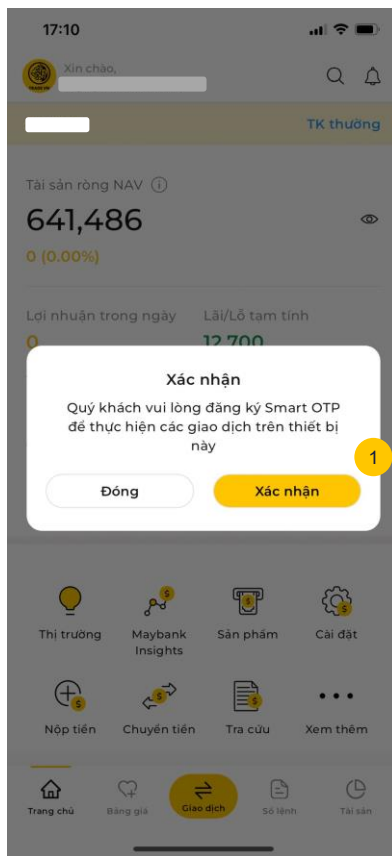 17:10
Xin chào,
TK thường
Tài sản ròng NAV
641,486
0 (0.00%)
Lợi nhuận trong ngày Lãi/Lỗ tạm tính
0 12,700
Xác nhận
Quý khách vui lòng đăng ký Smart OTP
để thực hiện các giao dịch trên thiết bị
này
1
Đóng Xác nhận
Thị trường Maybank Insights Sản phẩm Cài đặt
Nộp tiền Chuyển tiền Tra cứu Xem thêm
Trang chủ Bảng giá Giao dịch Sổ lệnh Tài sản